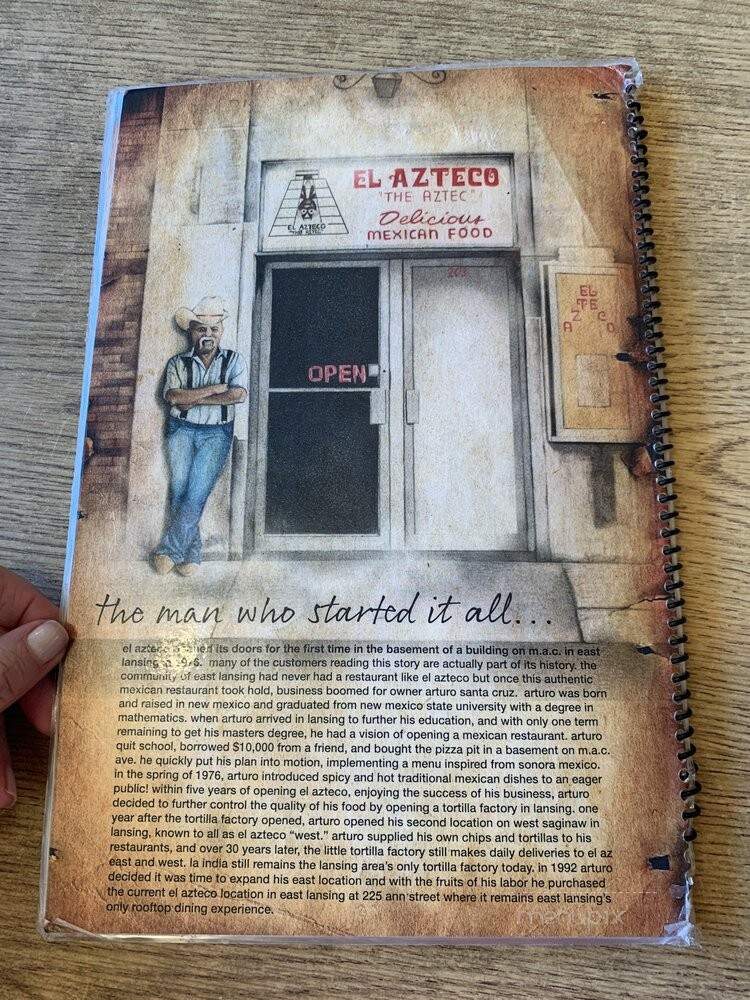 EL AZTECO
"THE AZTEC"
Delicious
MEXICAN FOOD
EL AZTECO
"THE AZTEC"
203
EL
AZTECO
OPEN
the man who started it all...
el azteco opened its doors for the first time in the basement of a building on m.a.c. in east
lansing in 1976. many of the customers reading this story are actually part of its history. the
community of east lansing had never had a restaurant like el azteco but once this authentic
mexican restaurant took hold, business boomed for owner arturo santa cruz. arturo was born
and raised in new mexico and graduated from new mexico state university with a degree in
mathematics. when arturo arrived in lansing to further his education, and with only one term
remaining to get his masters degree, he had a vision of opening a mexican restaurant. arturo
quit school, borrowed $10,000 from a friend, and bought the pizza pit in a basement on m.a.c.
ave. he quickly put his plan into motion, implementing a menu inspired from sonora mexico.
in the spring of 1976, arturo introduced spicy and hot traditional mexican dishes to an eager
public! within five years of opening el azteco, enjoying the success of his business, arturo
decided to further control the quality of his food by opening a tortilla factory in lansing. one
year after the tortilla factory opened, arturo opened his second location on west saginaw in
lansing, known to all as el azteco "west." arturo supplied his own chips and tortillas to his
restaurants, and over 30 years later, the little tortilla factory still makes daily deliveries to el az
east and west. la india still remains the lansing area's only tortilla factory today. in 1992 arturo
decided it was time to expand his east location and with the fruits of his labor he purchased
the current el azteco location in east lansing at 225 ann street where it remains east lansing's
only rooftop dining experience.
menupix